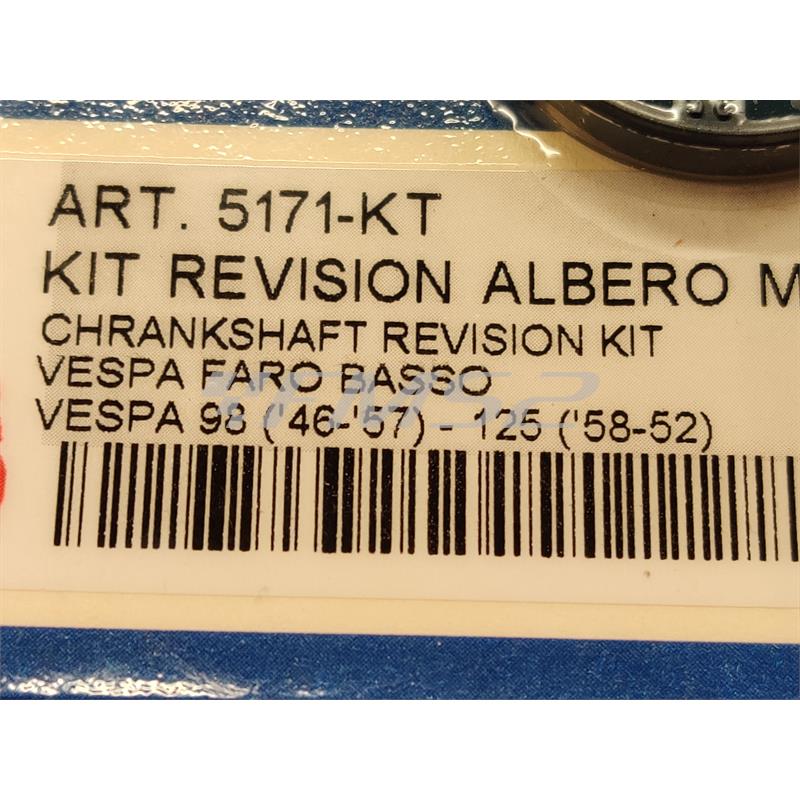 ART. 5171-KT
KIT REVISION ALBERO M
CHRANKSHAFT REVISION KIT
VESPA FARO BASSO
VESPA 98 ('46-'57) - 125 ('58-52)